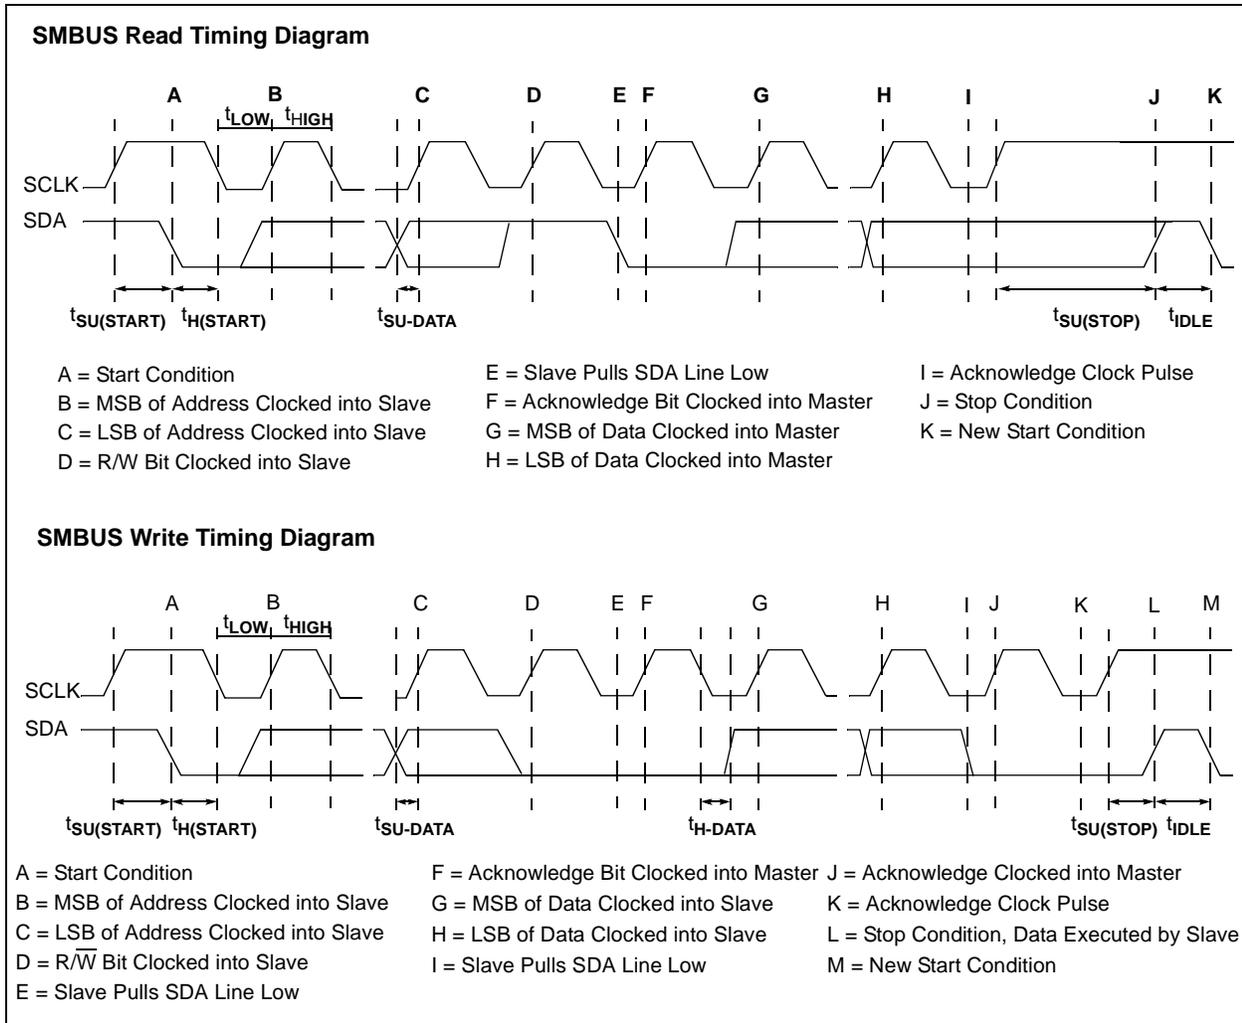 SMBUS Read Timing Diagram
A B C D E F G H I J K
tLOW tHIGH
SCLK
SDA
tSU(START) tH(START) tSU-DATA tSU(STOP) tIDLE
A = Start Condition
B = MSB of Address Clocked into Slave
C = LSB of Address Clocked into Slave
D = R/W Bit Clocked into Slave
E = Slave Pulls SDA Line Low
F = Acknowledge Bit Clocked into Master
G = MSB of Data Clocked into Master
H = LSB of Data Clocked into Master
I = Acknowledge Clock Pulse
J = Stop Condition
K = New Start Condition
SMBUS Write Timing Diagram
A B C D E F G H I J K L M
tLOW tHIGH
SCLK
SDA
tSU(START) tH(START) tSU-DATA tH-DATA tSU(STOP) tIDLE
A = Start Condition
B = MSB of Address Clocked into Slave
C = LSB of Address Clocked into Slave
D = R/W̅ Bit Clocked into Slave
E = Slave Pulls SDA Line Low
F = Acknowledge Bit Clocked into Master
G = MSB of Data Clocked into Slave
H = LSB of Data Clocked into Slave
I = Slave Pulls SDA Line Low
J = Acknowledge Clocked into Master
K = Acknowledge Clock Pulse
L = Stop Condition, Data Executed by Slave
M = New Start Condition